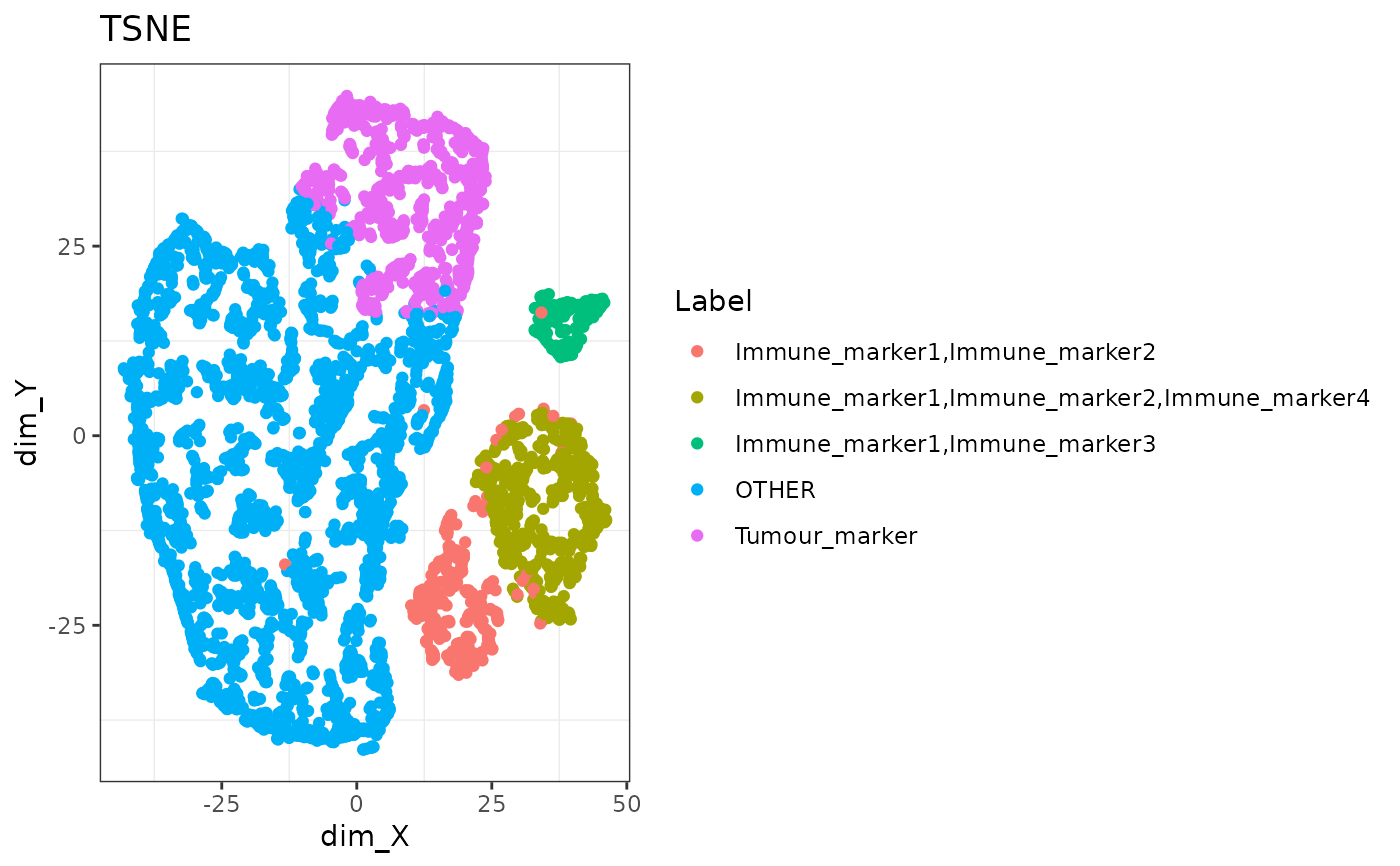 TSNE
dim_Y
25
0
-25
-25
0
25
50
dim_X
Label
Immune_marker1,Immune_marker2
Immune_marker1,Immune_marker2,Immune_marker4
Immune_marker1,Immune_marker3
OTHER
Tumour_marker